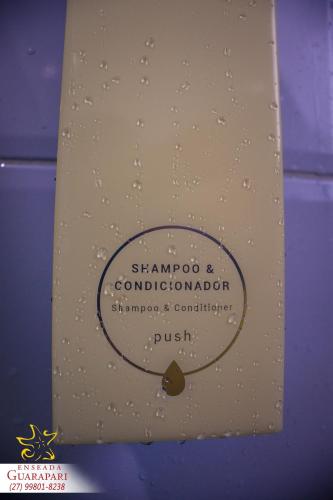 SHAMPOO &
CONDICIONADOR
Shampoo & Conditioner
push
ENSEADA
GUARAPARI
(27) 99801-8238